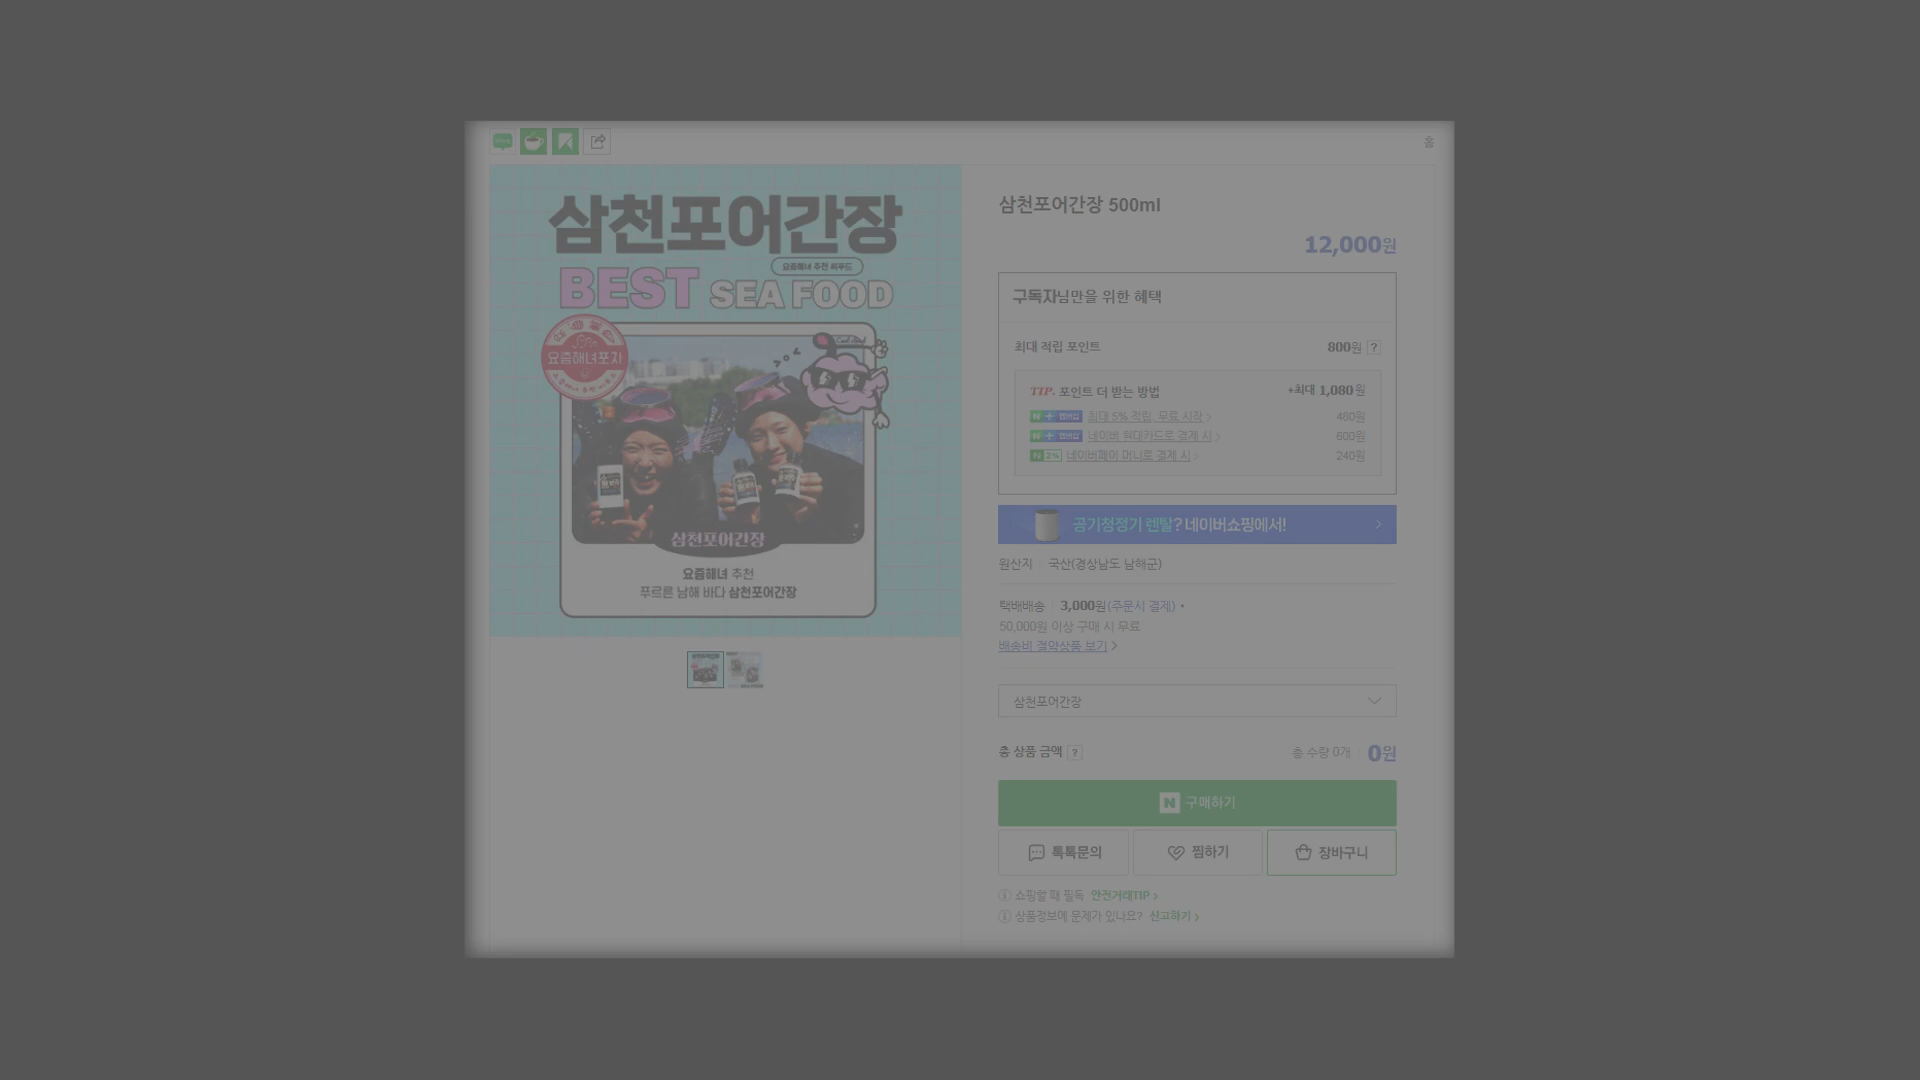 홈
삼천포어간장
요즘해녀 추천 씨푸드
BEST SEA FOOD
요즘해녀포차
삼천포어간장
요즘해녀 추천
푸르른 남해 바다 삼천포어간장
삼천포어간장 500ml
12,000원
구독자님만을 위한 혜택
최대 적립 포인트 800원 ?
TIP. 포인트 더 받는 방법 +최대 1,080원
N + 멤버십 최대 5% 적립, 무료 시작 > 480원
N + 멤버십 네이버 현대카드로 결제 시 > 600원
N 2% 네이버페이 머니로 결제 시 > 240원
공기청정기 렌탈? 네이버쇼핑에서! >
원산지 국산(경상남도 남해군)
택배배송 3,000원(주문시 결제) •
50,000원 이상 구매 시 무료
배송비 절약상품 보기 >
삼천포어간장
총 상품 금액 ? 총 수량 0개 0원
N 구매하기
톡톡문의 찜하기 장바구니
쇼핑할 때 필독 안전거래TIP >
상품정보에 문제가 있나요? 신고하기 >